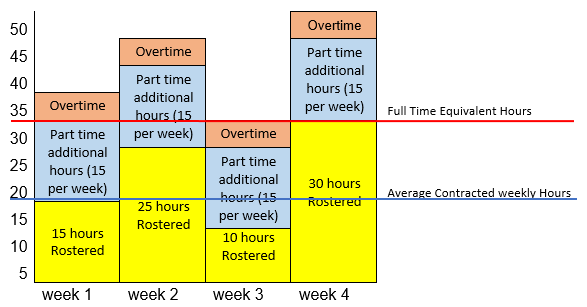 50
45
40
35
30
25
20
15
10
5
Overtime
Part time
additional
hours (15
per week)
15 hours
Rostered
Overtime
Part time
additional
hours (15
per week)
25 hours
Rostered
Overtime
Part time
additional
hours (15
per week)
10 hours
Rostered
Overtime
Part time
additional
hours (15
per week)
30 hours
Rostered
Full Time Equivalent Hours
Average Contracted weekly Hours
week 1
week 2
week 3
week 4